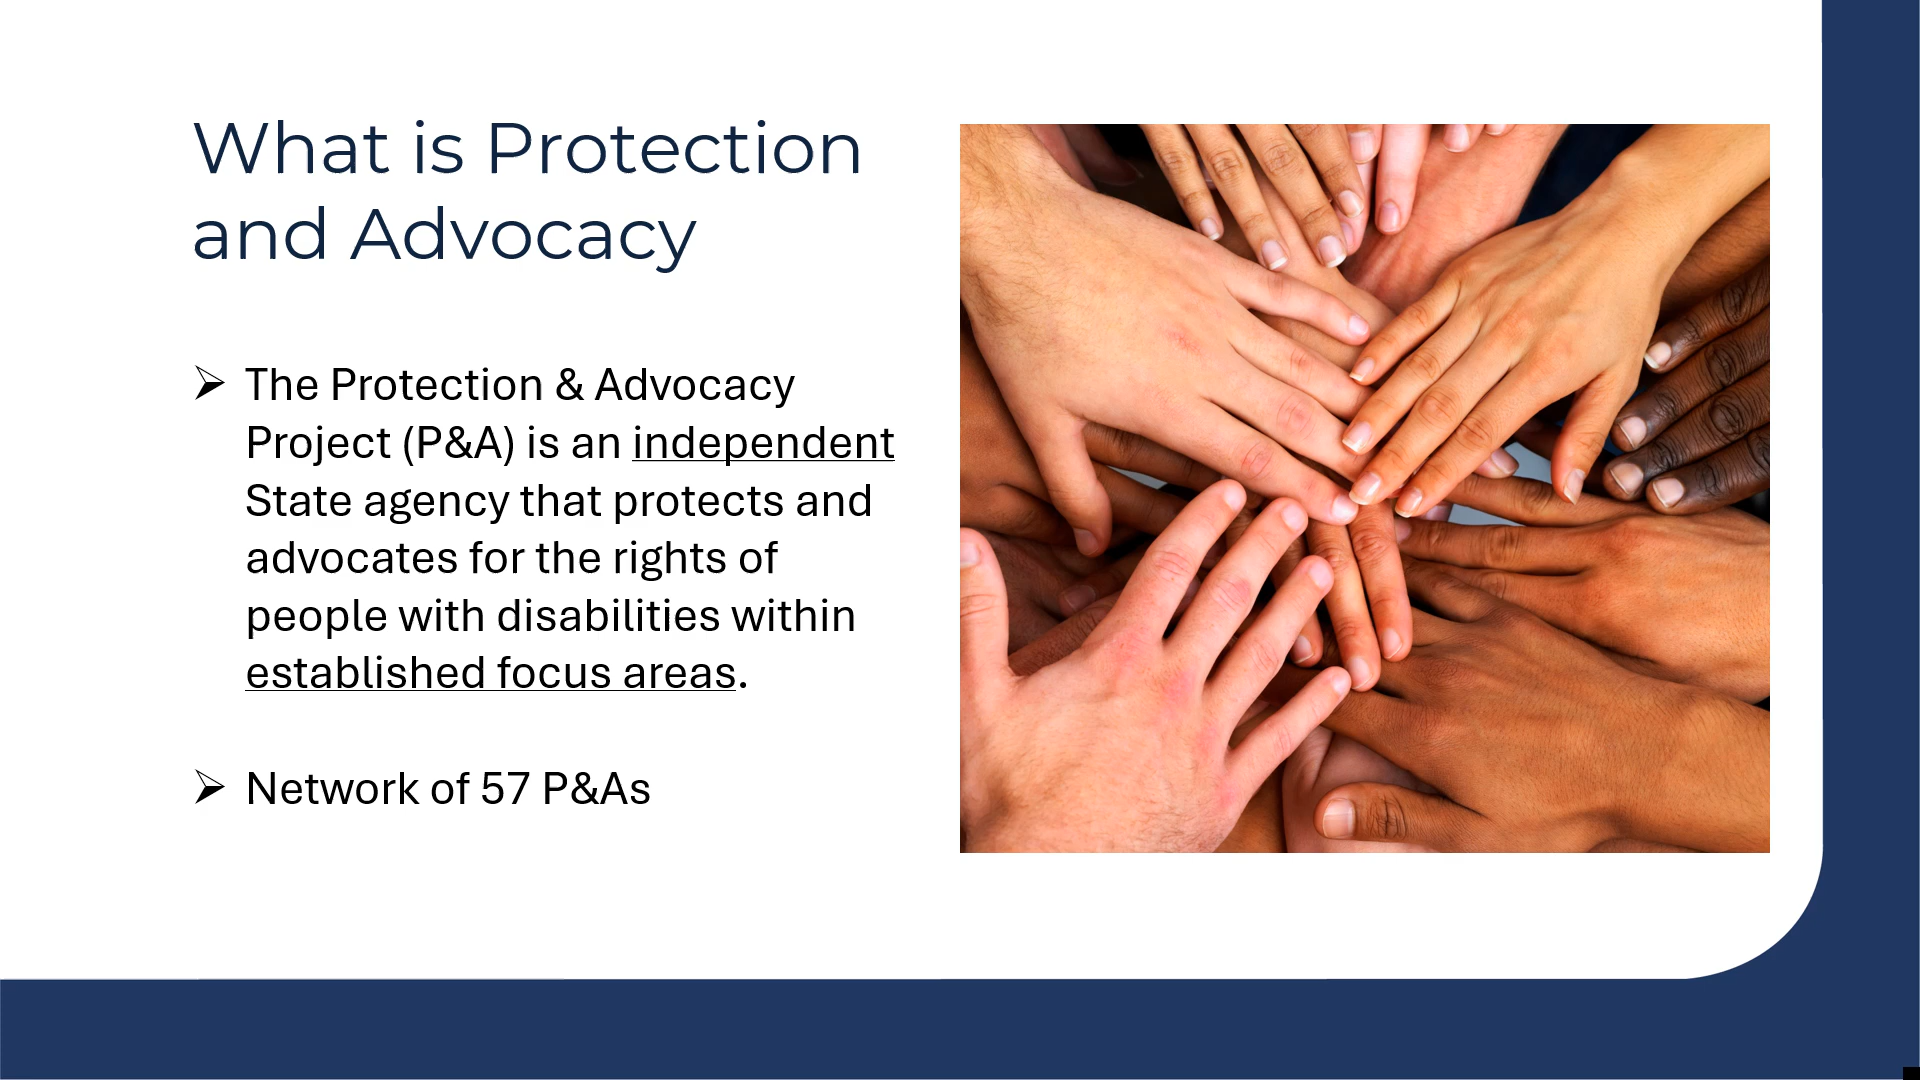 What is Protection
and Advocacy
➢ The Protection & Advocacy
Project (P&A) is an independent
State agency that protects and
advocates for the rights of
people with disabilities within
established focus areas.
➢ Network of 57 P&As